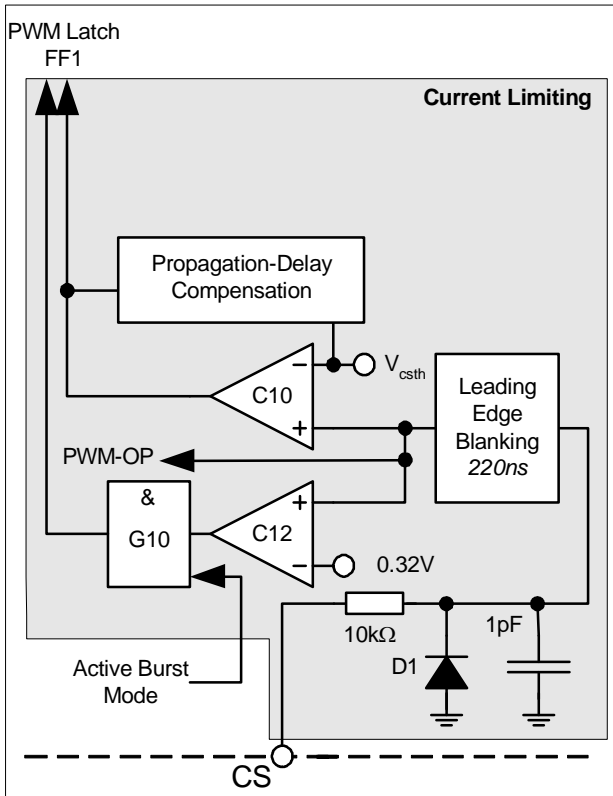 PWM Latch
FF1
Current Limiting
Propagation-Delay
Compensation
Vcsth
C10
Leading
Edge
Blanking
220ns
PWM-OP
&
G10
C12
0.32V
10kΩ
1pF
D1
Active Burst
Mode
CS